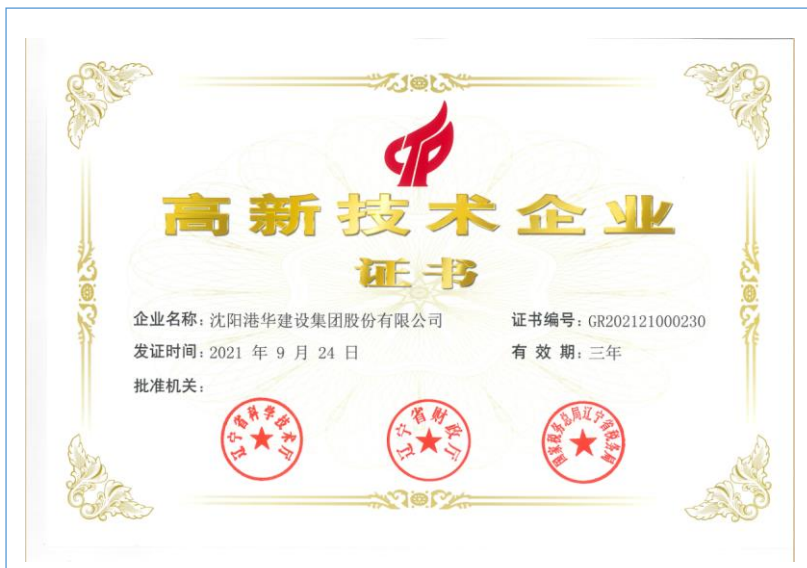 高新技术企业
证书
企业名称：沈阳港华建设集团股份有限公司
证书编号：GR202121000230
发证时间：2021 年 9 月 24 日
有 效 期：三年
批准机关：
辽宁省科学技术厅
辽宁省财政厅
国家税务总局辽宁省税务局